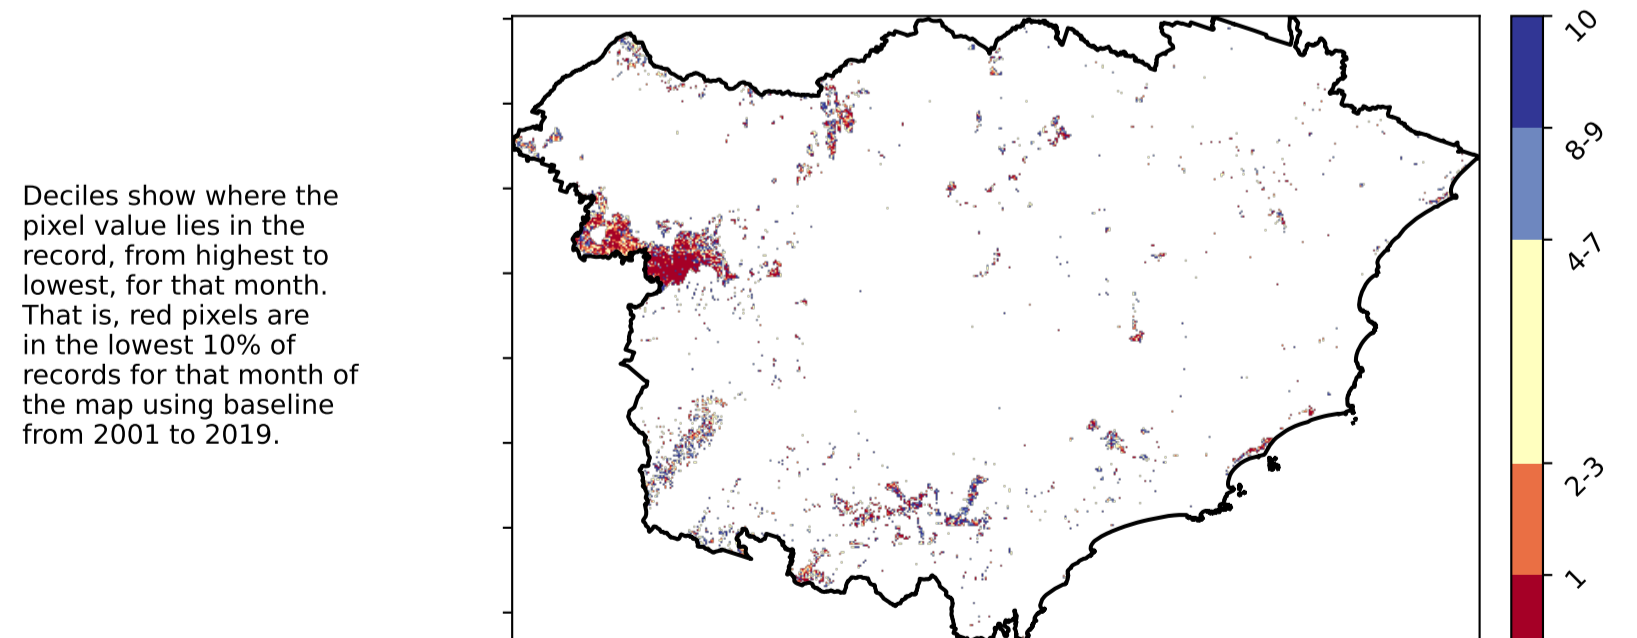 Deciles show where the
pixel value lies in the
record, from highest to
lowest, for that month.
That is, red pixels are
in the lowest 10% of
records for that month of
the map using baseline
from 2001 to 2019.
10
8-9
4-7
2-3
1